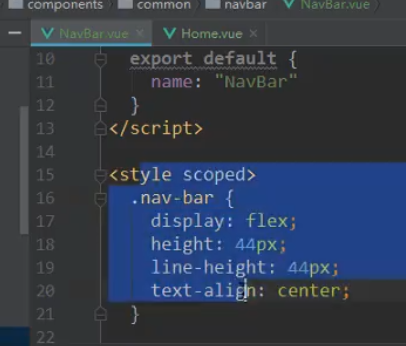 components common navbar NavBar.vue
NavBar.vue × Home.vue ×
10 export default {
11 name: "NavBar"
12 }
13 </script>
14
15 <style scoped>
16 .nav-bar {
17 display: flex;
18 height: 44px;
19 line-height: 44px;
20 text-align: center;
21 }
22